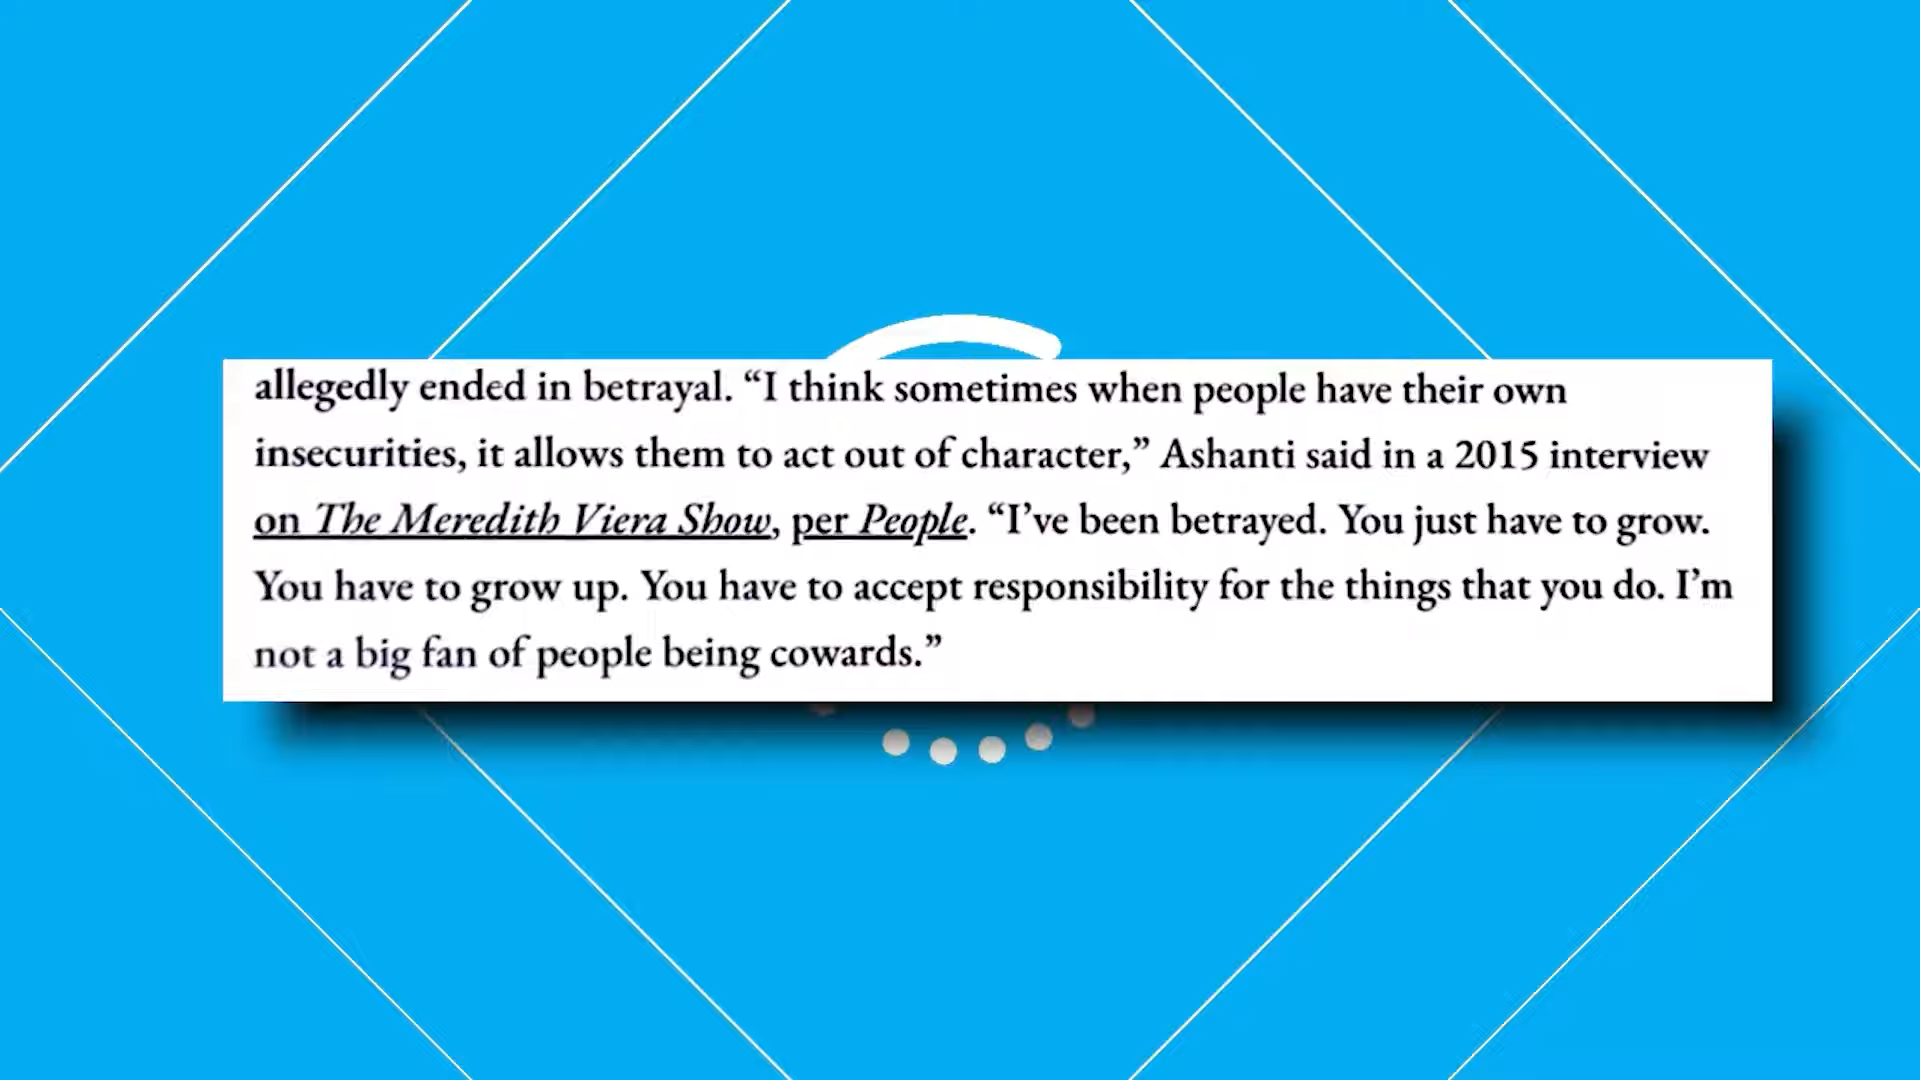 allegedly ended in betrayal. “I think sometimes when people have their own
insecurities, it allows them to act out of character,” Ashanti said in a 2015 interview
on The Meredith Viera Show, per People. “I’ve been betrayed. You just have to grow.
You have to grow up. You have to accept responsibility for the things that you do. I’m
not a big fan of people being cowards.”